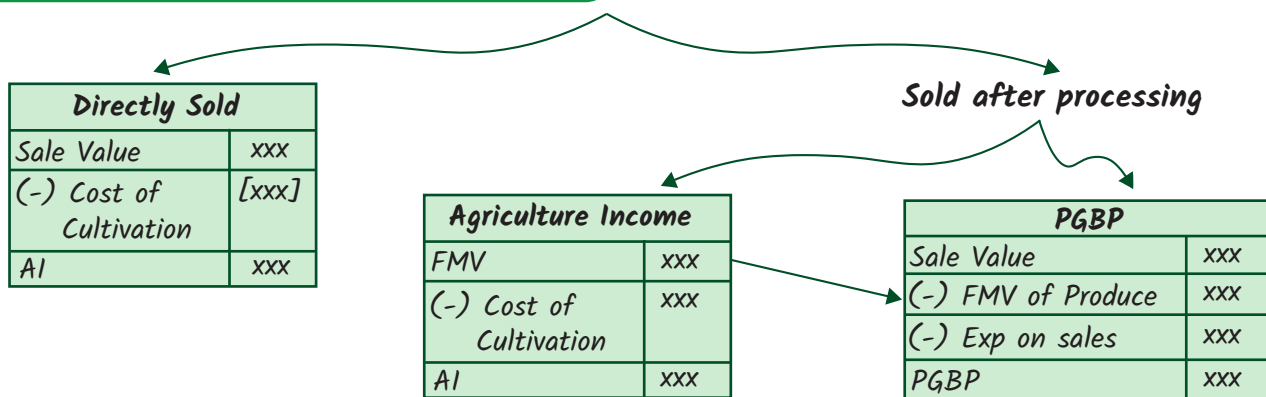 Directly Sold
Sale Value xxx
(-) Cost of [xxx]
Cultivation
AI xxx
Sold after processing
Agriculture Income
FMV xxx
(-) Cost of xxx
Cultivation
AI xxx
PGBP
Sale Value xxx
(-) FMV of Produce xxx
(-) Exp on sales xxx
PGBP xxx